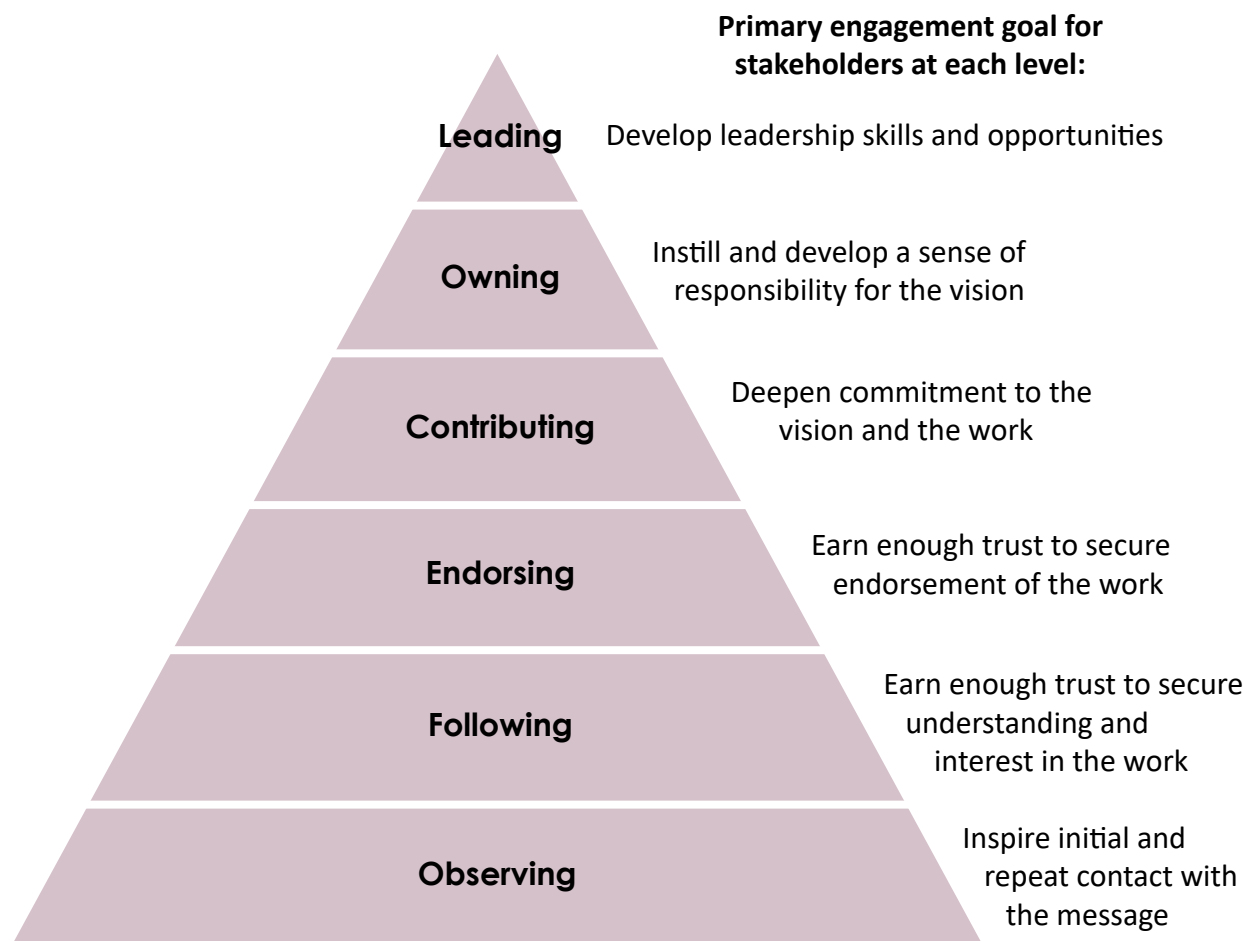 Primary engagement goal for
stakeholders at each level:
Leading
Develop leadership skills and opportunities
Owning
Instill and develop a sense of
responsibility for the vision
Contributing
Deepen commitment to the
vision and the work
Endorsing
Earn enough trust to secure
endorsement of the work
Following
Earn enough trust to secure
understanding and
interest in the work
Observing
Inspire initial and
repeat contact with
the message